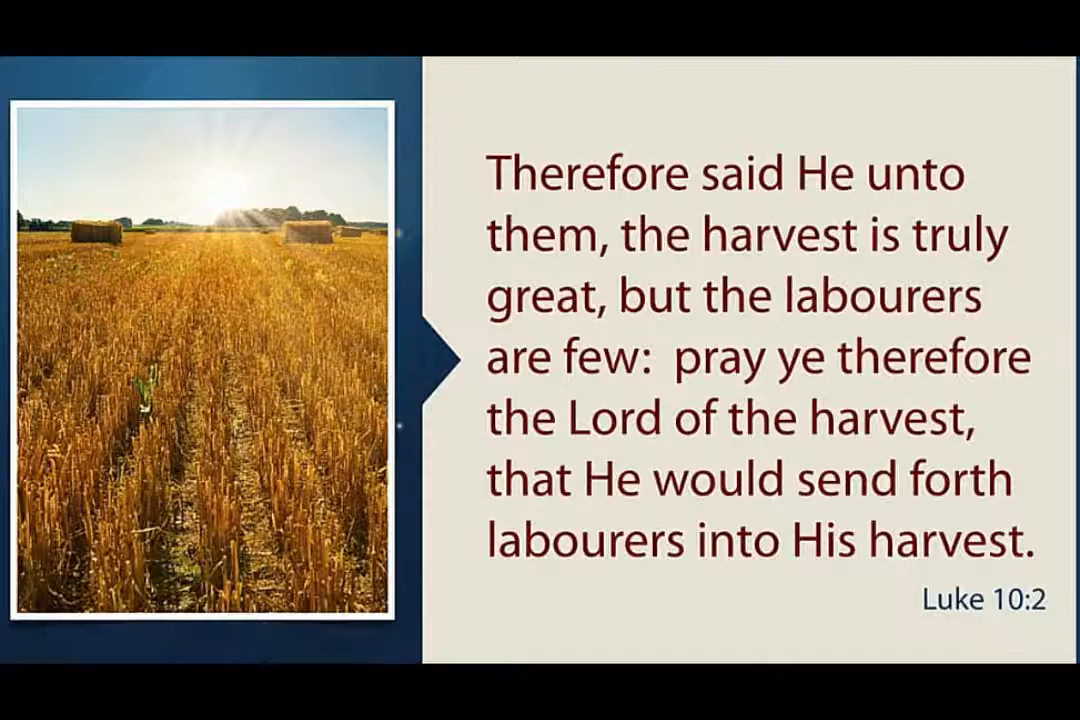 Therefore said He unto
them, the harvest is truly
great, but the labourers
are few:  pray ye therefore
the Lord of the harvest,
that He would send forth
labourers into His harvest.
Luke 10:2